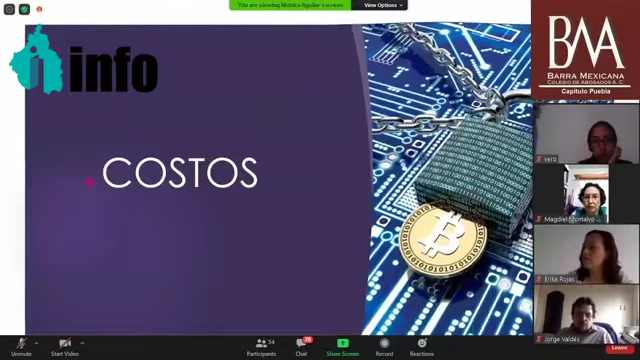 You are viewing Mónica Aguilar's screen
View Options
info
COSTOS
BMA
BARRA MEXICANA
COLEGIO DE ABOGADOS A. C.
Capítulo Puebla
vero
Magdiel Montalvo
Erika Rojas
Jorge Valdés
Unmute
Start Video
Participants
54
Chat
Share Screen
Record
Reactions
Leave